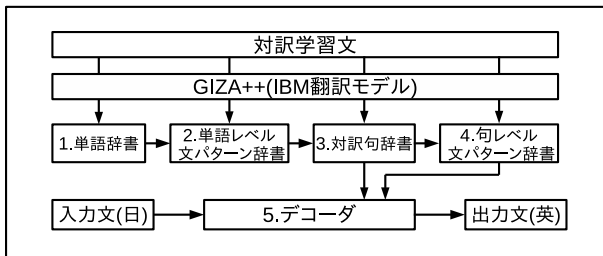 対訳学習文
GIZA++(IBM翻訳モデル)
1.単語辞書
2.単語レベル
文パターン辞書
3.対訳句辞書
4.句レベル
文パターン辞書
入力文(日)
5.デコーダ
出力文(英)